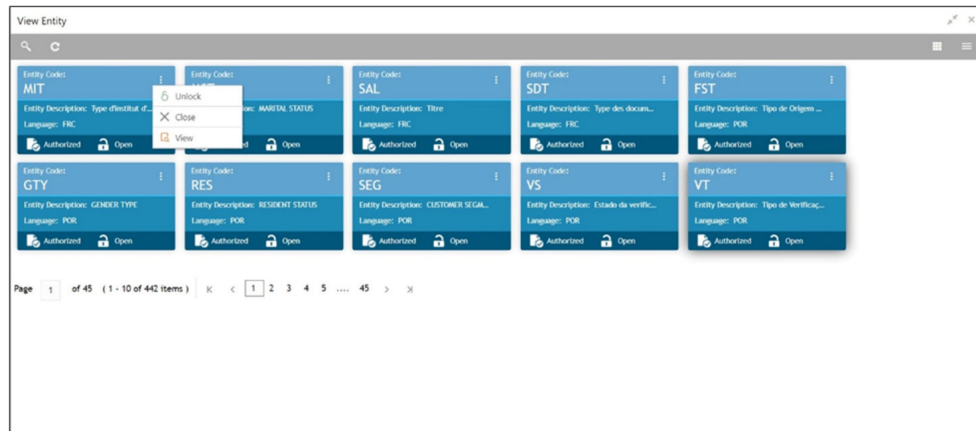 View Entity
Entity Code:
MIT
Entity Description: Type d'institut d'...
Language: FRC
Authorized Open
Unlock
Close
View
Entity Code:
MARITAL STATUS
Open
Entity Code:
SAL
Entity Description: Titre
Language: FRC
Authorized Open
Entity Code:
SDT
Entity Description: Type des docum...
Language: FRC
Authorized Open
Entity Code:
FST
Entity Description: Tipo de Origem ...
Language: POR
Authorized Open
Entity Code:
GTY
Entity Description: GENDER TYPE
Language: POR
Authorized Open
Entity Code:
RES
Entity Description: RESIDENT STATUS
Language: POR
Authorized Open
Entity Code:
SEG
Entity Description: CUSTOMER SEGM...
Language: POR
Authorized Open
Entity Code:
VS
Entity Description: Estado da verific...
Language: POR
Authorized Open
Entity Code:
VT
Entity Description: Tipo de Verificaç...
Language: POR
Authorized Open
Page 1 of 45 (1 - 10 of 442 items) 1 2 3 4 5 .... 45